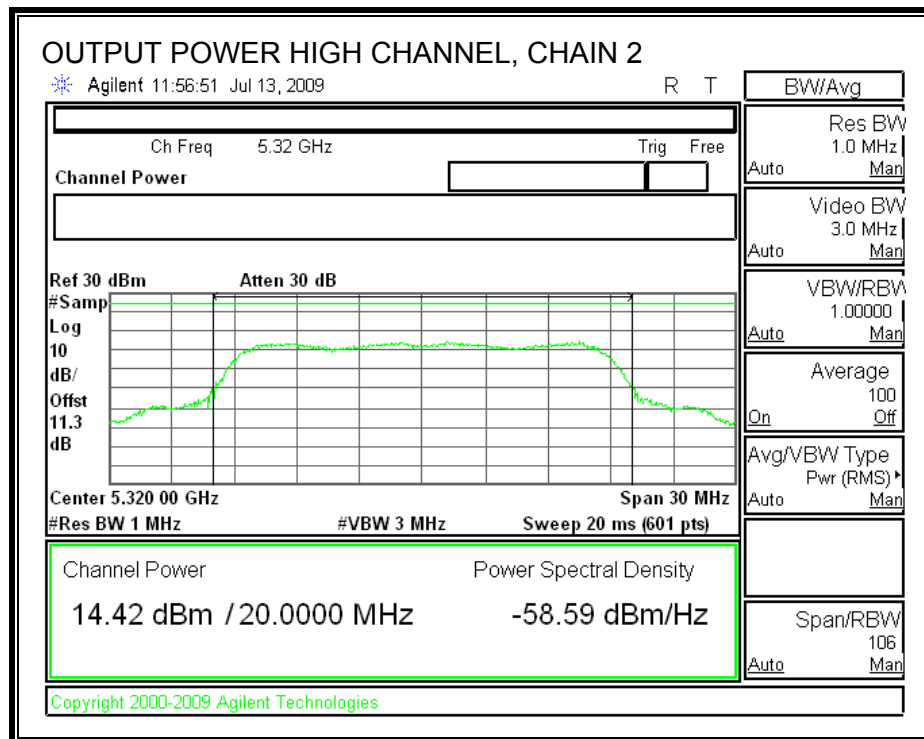 OUTPUT POWER HIGH CHANNEL, CHAIN 2
Agilent 11:56:51 Jul 13, 2009 R T
Ch Freq 5.32 GHz Trig Free
Channel Power
Ref 30 dBm Atten 30 dB
#Samp
Log
10
dB/
Offst
11.3
dB
Center 5.320 00 GHz Span 30 MHz
#Res BW 1 MHz #VBW 3 MHz Sweep 20 ms (601 pts)
Channel Power Power Spectral Density
14.42 dBm / 20.0000 MHz -58.59 dBm/Hz
Copyright 2000-2009 Agilent Technologies
BW/Avg
Res BW
1.0 MHz
Auto Man
Video BW
3.0 MHz
Auto Man
VBW/RBW
1.00000
Auto Man
Average
100
On Off
Avg/VBW Type
Pwr (RMS)
Auto Man
Span/RBW
106
Auto Man